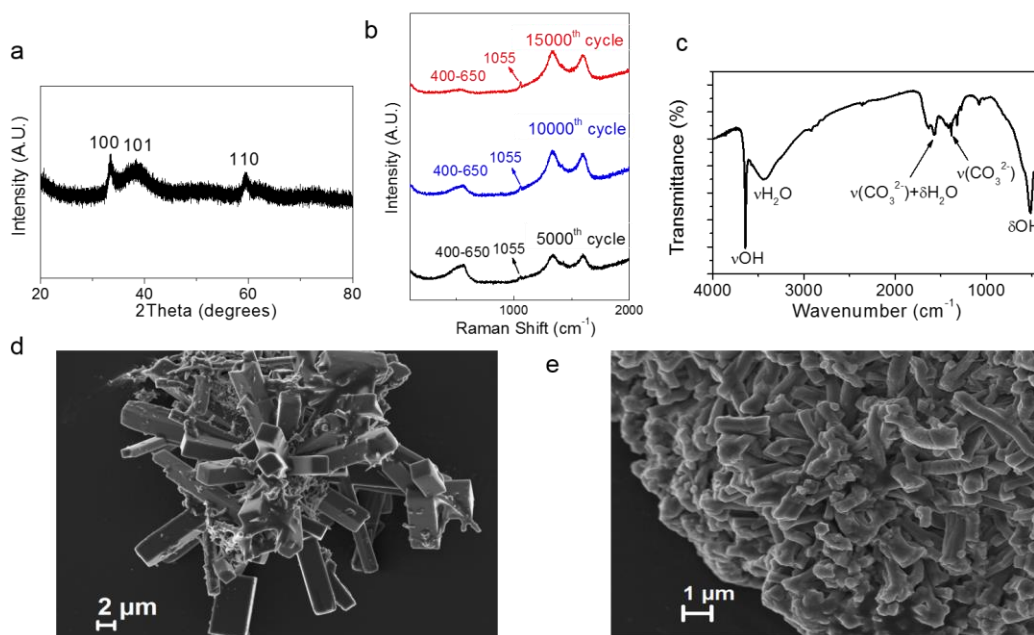 a
Intensity (A.U.)
100
101
110
20
40
60
80
2Theta (degrees)
b
Intensity (A.U.)
15000th cycle
1055
400-650
10000th cycle
1055
400-650
5000th cycle
1055
400-650
1000
2000
Raman Shift (cm-1)
c
Transmittance (%)
νOH
νH2O
ν(CO32-)+δH2O
ν(CO32-)
δOH
4000
3000
2000
1000
Wavenumber (cm-1)
d
2 µm
e
1 µm